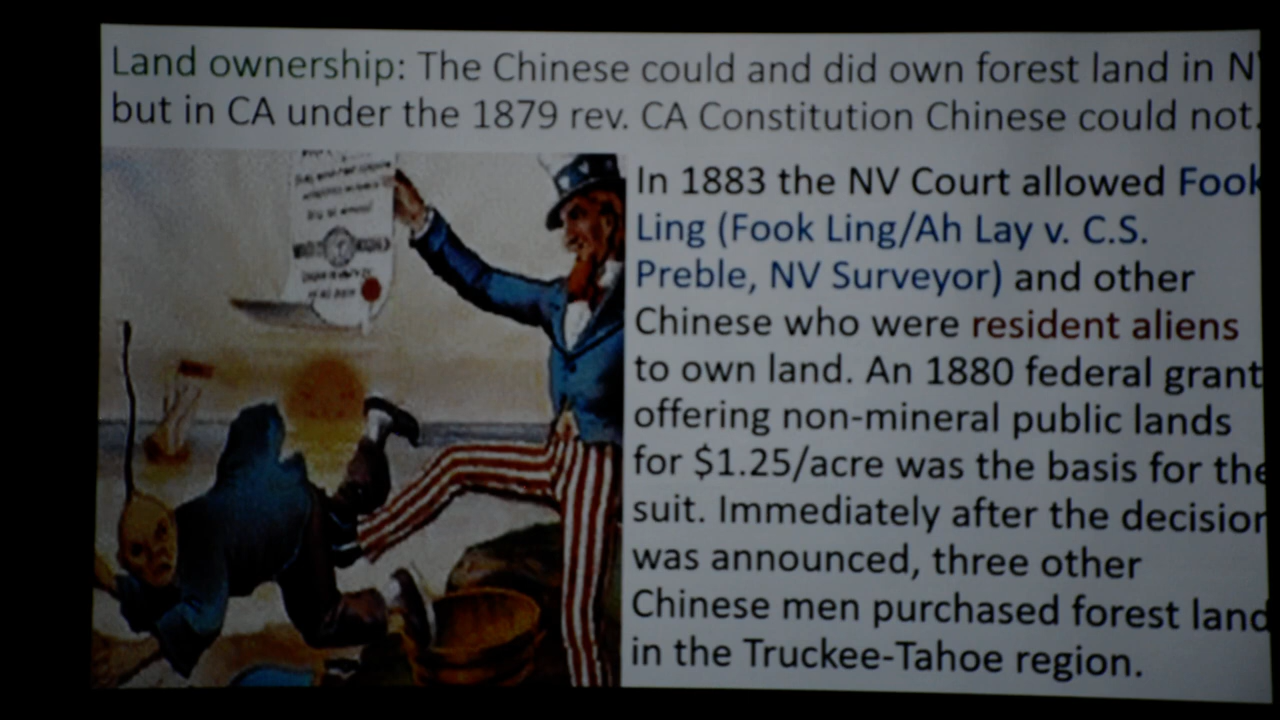 Land ownership: The Chinese could and did own forest land in N
but in CA under the 1879 rev. CA Constitution Chinese could not.
In 1883 the NV Court allowed Fook
Ling (Fook Ling/Ah Lay v. C.S.
Preble, NV Surveyor) and other
Chinese who were resident aliens
to own land. An 1880 federal grant
offering non-mineral public lands
for $1.25/acre was the basis for the
suit. Immediately after the decision
was announced, three other
Chinese men purchased forest land
in the Truckee-Tahoe region.